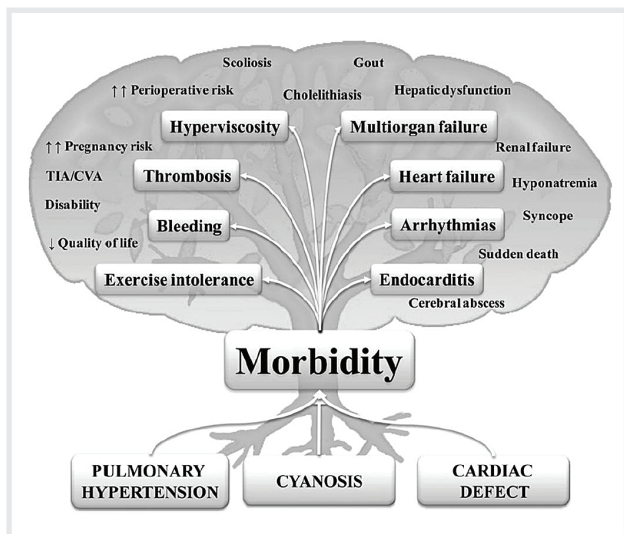 Scoliosis
Gout
↑↑ Perioperative risk
Cholelithiasis
Hepatic dysfunction
Hyperviscosity
Multiorgan failure
↑↑ Pregnancy risk
Renal failure
TIA/CVA
Thrombosis
Heart failure
Hyponatremia
Disability
Syncope
Bleeding
Arrhythmias
↓ Quality of life
Sudden death
Exercise intolerance
Endocarditis
Cerebral abscess
Morbidity
PULMONARY
HYPERTENSION
CYANOSIS
CARDIAC
DEFECT